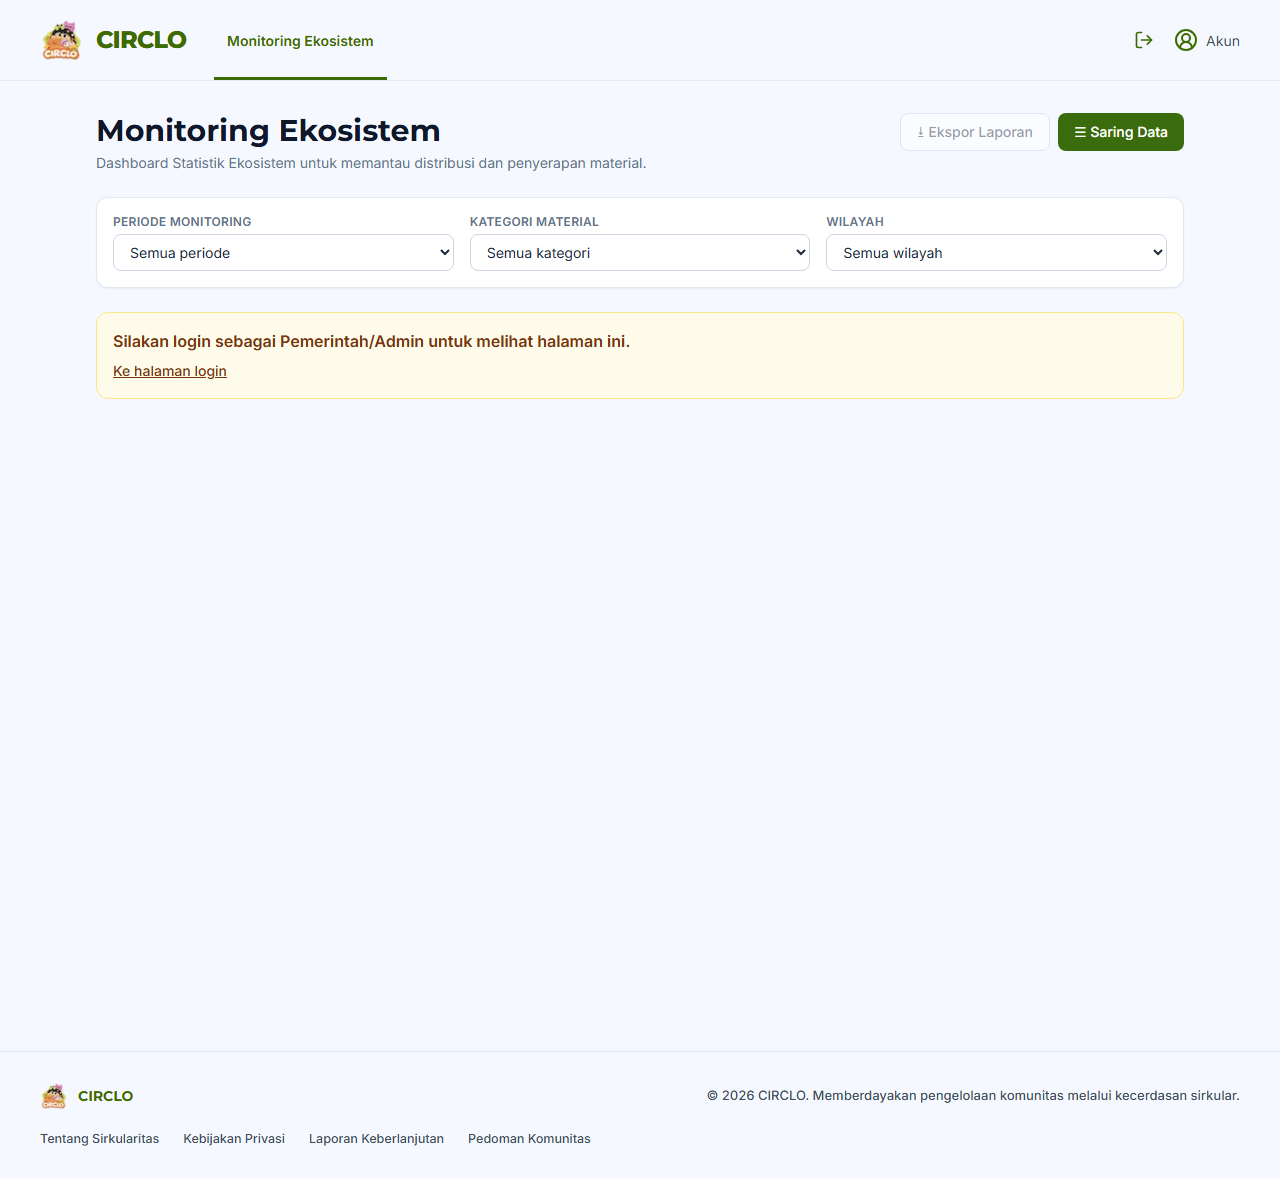 CIRCLO
CIRCLO
Monitoring Ekosistem
Akun
Monitoring Ekosistem
Dashboard Statistik Ekosistem untuk memantau distribusi dan penyerapan material.
Ekspor Laporan
Saring Data
PERIODE MONITORING
Semua periode
KATEGORI MATERIAL
Semua kategori
WILAYAH
Semua wilayah
Silakan login sebagai Pemerintah/Admin untuk melihat halaman ini.
Ke halaman login
CIRCLO
CIRCLO
© 2026 CIRCLO. Memberdayakan pengelolaan komunitas melalui kecerdasan sirkular.
Tentang Sirkularitas
Kebijakan Privasi
Laporan Keberlanjutan
Pedoman Komunitas